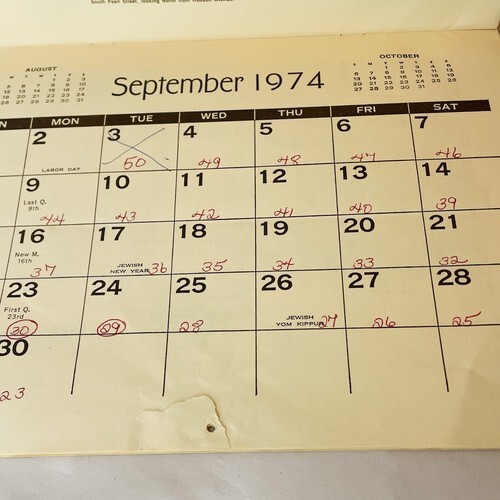 South Pearl Street, looking North from Hudson Avenue.
AUGUST
OCTOBER
September 1974
MON TUE WED THU FRI SAT
2 3 4 5 6 7
LABOR DAY
50 49 48 47 46
9 10 11 12 13 14
Last Q.
9th
44 43 42 41 40 39
16 17 18 19 20 21
New M.
16th
JEWISH
NEW YEAR
37 36 35 34 33 32
23 24 25 26 27 28
First Q.
23rd
JEWISH
YOM KIPPUR
30 29 28 27 26 25
30
23